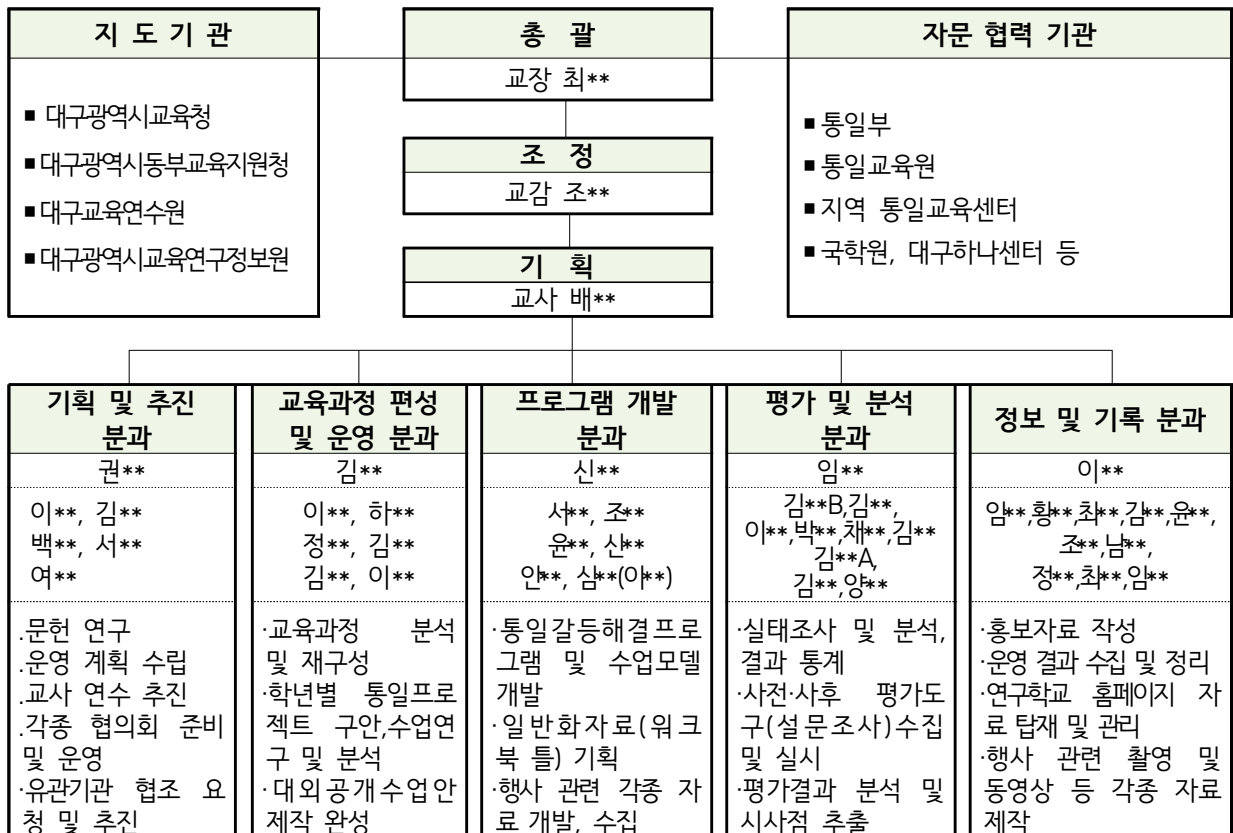 지 도 기 관
■ 대구광역시교육청
■대구광역시동부교육지원청
■대구교육연수원
■대구광역시교육연구정보원
총 괄
교장 최**
조 정
교감 조**
기 획
교사 배**
자문 협력 기관
■통일부
■통일교육원
■지역 통일교육센터
■국학원, 대구하나센터 등
기획 및 추진
분과
권**
이**, 김**
백**, 서**
여**
.문헌 연구
.운영 계획 수립
.교사 연수 추진
.각종 협의회 준비
및 운영
·유관기관 협조 요
청 및 추진
교육과정 편성
및 운영 분과
김**
이**, 하**
정**, 김**
김**, 이**
·교육과정 분석
및 재구성
·학년별 통일프로
젝트 구안,수업연
구 및 분석
·대외공개수업안
제작 완성
프로그램 개발
분과
신**
서**, 조**
윤**, 신**
안**, 심**(이**)
·통일갈등해결프로
그램 및 수업모델
개발
·일반화자료(워크
북 틀) 기획
·행사 관련 각종 자
료 개발, 수집
평가 및 분석
분과
임**
김**B,김**,
이**,박**,채**,김**
김**A,
김**,양**
·실태조사 및 분석,
결과 통계
·사전·사후 평가도
구(설문조사)수집
및 실시
·평가결과 분석 및
시사점 추출
정보 및 기록 분과
이**
임**,황**,최**,김**,윤**,
조**,남**,
정**,최**,임**
·홍보자료 작성
·운영 결과 수집 및 정리
·연구학교 홈페이지 자
료 탑재 및 관리
·행사 관련 촬영 및
동영상 등 각종 자료
제작